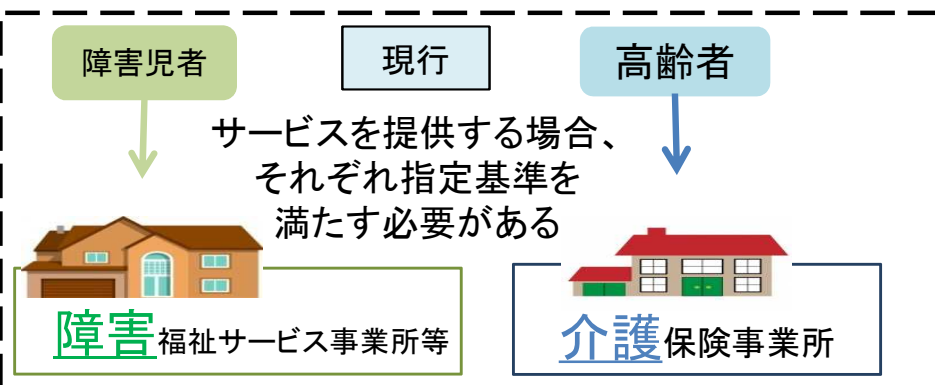 障害児者
現行
高齢者
サービスを提供する場合、
それぞれ指定基準を
満たす必要がある
障害福祉サービス事業所等
介護保険事業所